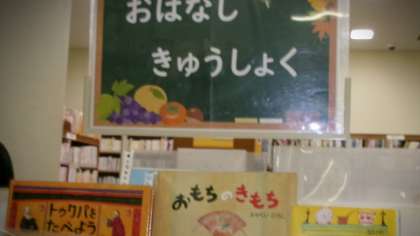 おはなし
きゅうしょく
トゥクパを
たべよう
おもちのきもち